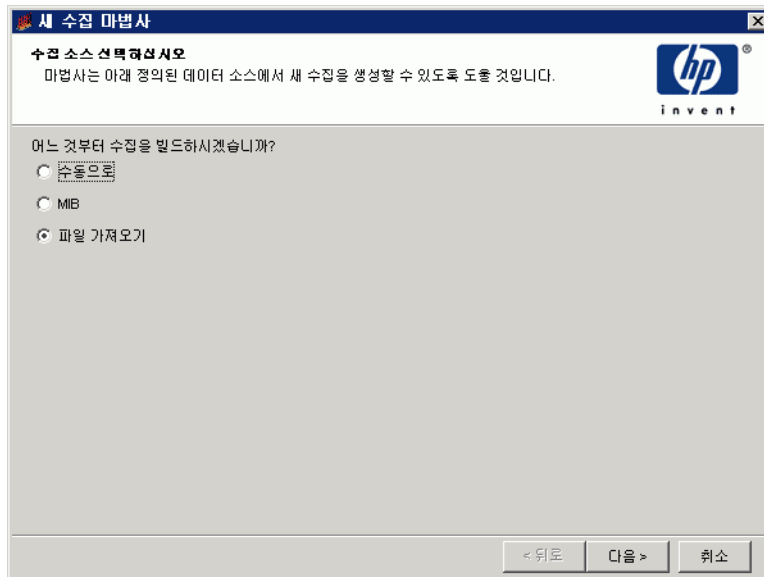 새 수집 마법사
수집 소스 선택하십시오
마법사는 아래 정의된 데이터 소스에서 새 수집을 생성할 수 있도록 도울 것입니다.
hp
®
invent
어느 것부터 수집을 빌드하시겠습니까?
수동으로
MIB
파일 가져오기
< 뒤로
다음 >
취소